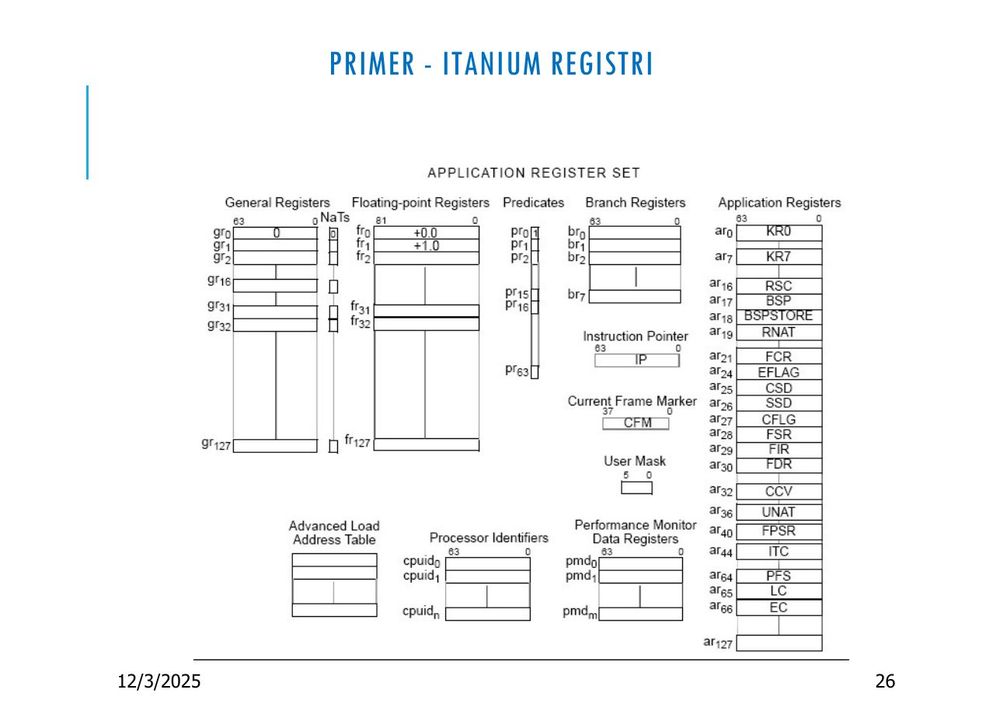 PRIMER - ITANIUM REGISTRI
APPLICATION REGISTER SET
General Registers
63 0
gr0 0
gr1
gr2
gr16
gr31
gr32
gr127
NaTs
0
Floating-point Registers
81 0
fr0 +0.0
fr1 +1.0
fr2
fr31
fr32
fr127
Predicates
pr0 1
pr1
pr2
pr15
pr16
pr63
Branch Registers
63 0
br0
br1
br2
br7
Instruction Pointer
63 0
IP
Current Frame Marker
37 0
CFM
User Mask
5 0
Application Registers
63 0
ar0 KR0
ar7 KR7
ar16 RSC
ar17 BSP
ar18 BSPSTORE
ar19 RNAT
ar21 FCR
ar24 EFLAG
ar25 CSD
ar26 SSD
ar27 CFLG
ar28 FSR
ar29 FIR
ar30 FDR
ar32 CCV
ar36 UNAT
ar40 FPSR
ar44 ITC
ar64 PFS
ar65 LC
ar66 EC
ar127
Advanced Load
Address Table
Processor Identifiers
63 0
cpuid0
cpuid1
cpuidn
Performance Monitor
Data Registers
63 0
pmd0
pmd1
pmdm
12/3/2025
26